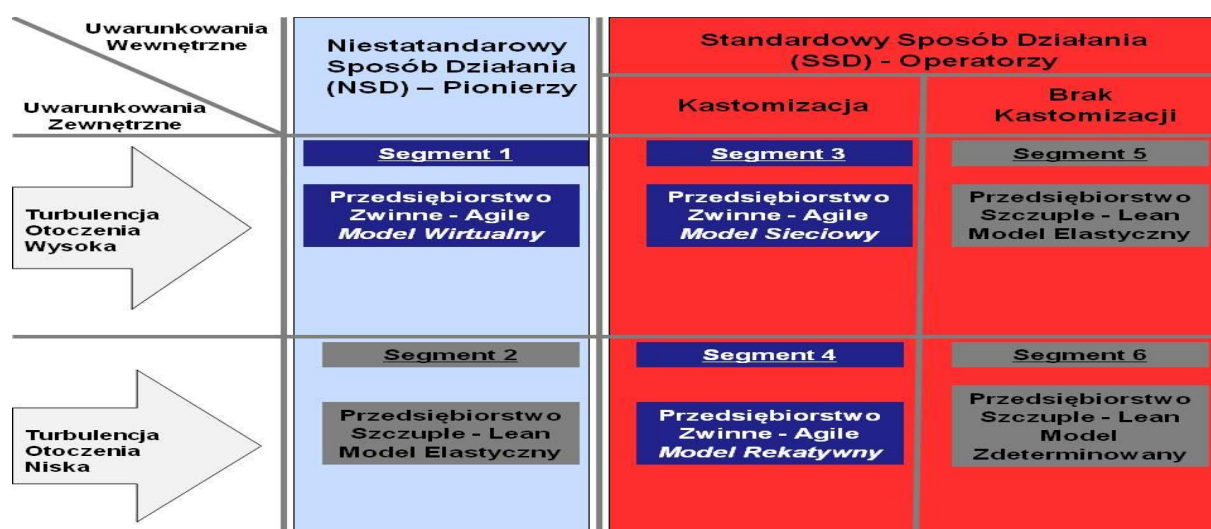 Uwarunkowania
Wewnętrzne
Uwarunkowania
Zewnętrzne
Niestatandarowy
Sposób Działania
(NSD) – Pionierzy
Standardowy Sposób Działania
(SSD) - Operatorzy
Kastomizacja
Brak
Kastomizacji
Turbulencja
Otoczenia
Wysoka
Segment 1
Przedsiębiorstwo
Zwinne - Agile
Model Wirtualny
Segment 3
Przedsiębiorstwo
Zwinne - Agile
Model Sieciowy
Segment 5
Przedsiębiorstwo
Szczuple - Lean
Model Elastyczny
Turbulencja
Otoczenia
Niska
Segment 2
Przedsiębiorstwo
Szczuple - Lean
Model Elastyczny
Segment 4
Przedsiębiorstwo
Zwinne - Agile
Model Rekatywny
Segment 6
Przedsiębiorstwo
Szczuple - Lean
Model
Zdeterminowany